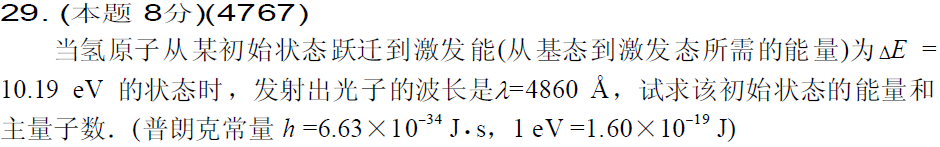 29. (本题 8分)(4767)
当氢原子从某初始状态跃迁到激发能(从基态到激发态所需的能量)为ΔE =
10.19 eV 的状态时，发射出光子的波长是λ=4860 Å，试求该初始状态的能量和
主量子数．(普朗克常量 h =6.63×10⁻³⁴ J·s，1 eV =1.60×10⁻¹⁹ J)